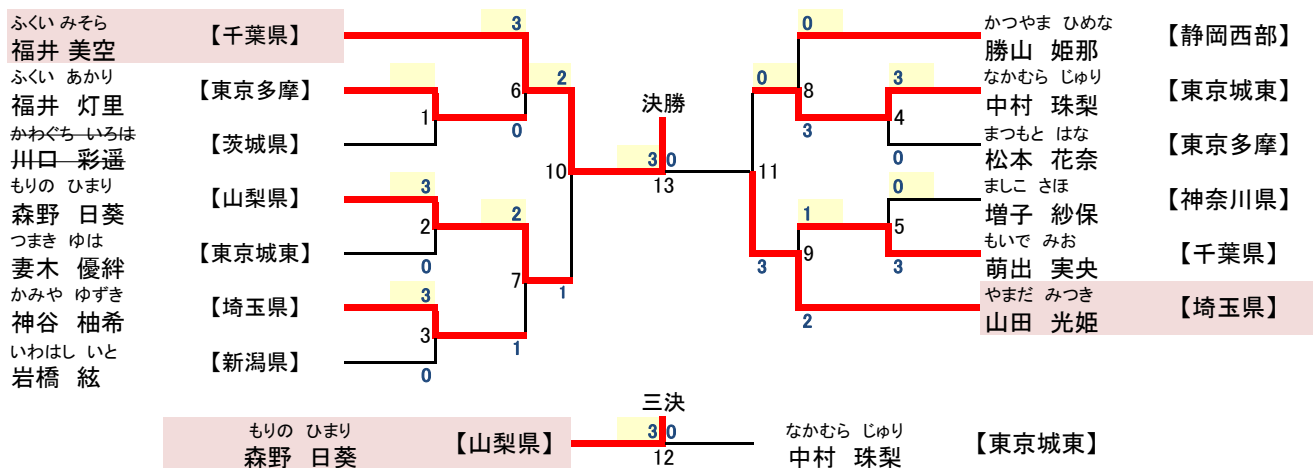 ふくい みそら
福井 美空
【千葉県】
3
ふくい あかり
福井 灯里
【東京多摩】
1
かわぐち いろは
川口 彩遥
【茨城県】
6
0
2
もりの ひまり
森野 日葵
【山梨県】
3
2
つまき ゆは
妻木 優絆
【東京城東】
0
2
かみや ゆずき
神谷 柚希
【埼玉県】
3
3
いわはし いと
岩橋 絃
【新潟県】
0
7
1
10
1
決勝
3 0
13
0
かつやま ひめな
勝山 姫那
【静岡西部】
0
8
3
なかむら じゅり
中村 珠梨
【東京城東】
3
4
まつもと はな
松本 花奈
【東京多摩】
0
11
ましこ さほ
増子 紗保
【神奈川県】
0
1
5
もいで みお
萌出 実央
【千葉県】
3
9
3
やまだ みつき
山田 光姫
【埼玉県】
2
三決
もりの ひまり
森野 日葵
【山梨県】
3 0
12
なかむら じゅり
中村 珠梨
【東京城東】